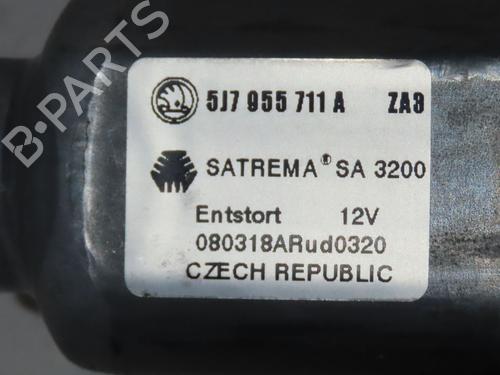 B-PARTS
5J7 955 711 A ZA3
SATREMA® SA 3200
Entstort 12V
080318ARud0320
CZECH REPUBLIC